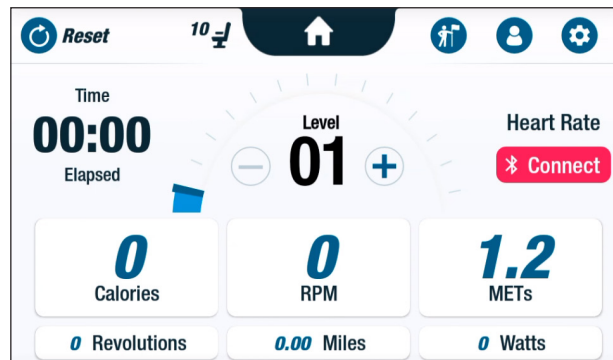 Reset
10
Time
00:00
Elapsed
Level
01
Heart Rate
Connect
0
Calories
0
RPM
1.2
METs
0 Revolutions
0.00 Miles
0 Watts